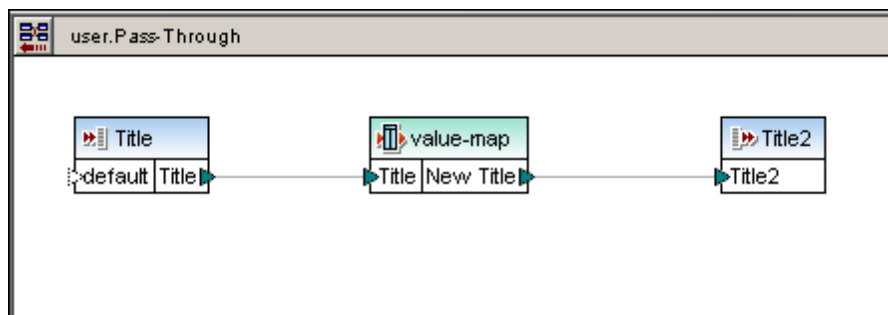 user.Pass-Through
Title
default Title
value-map
Title New Title
Title2
Title2